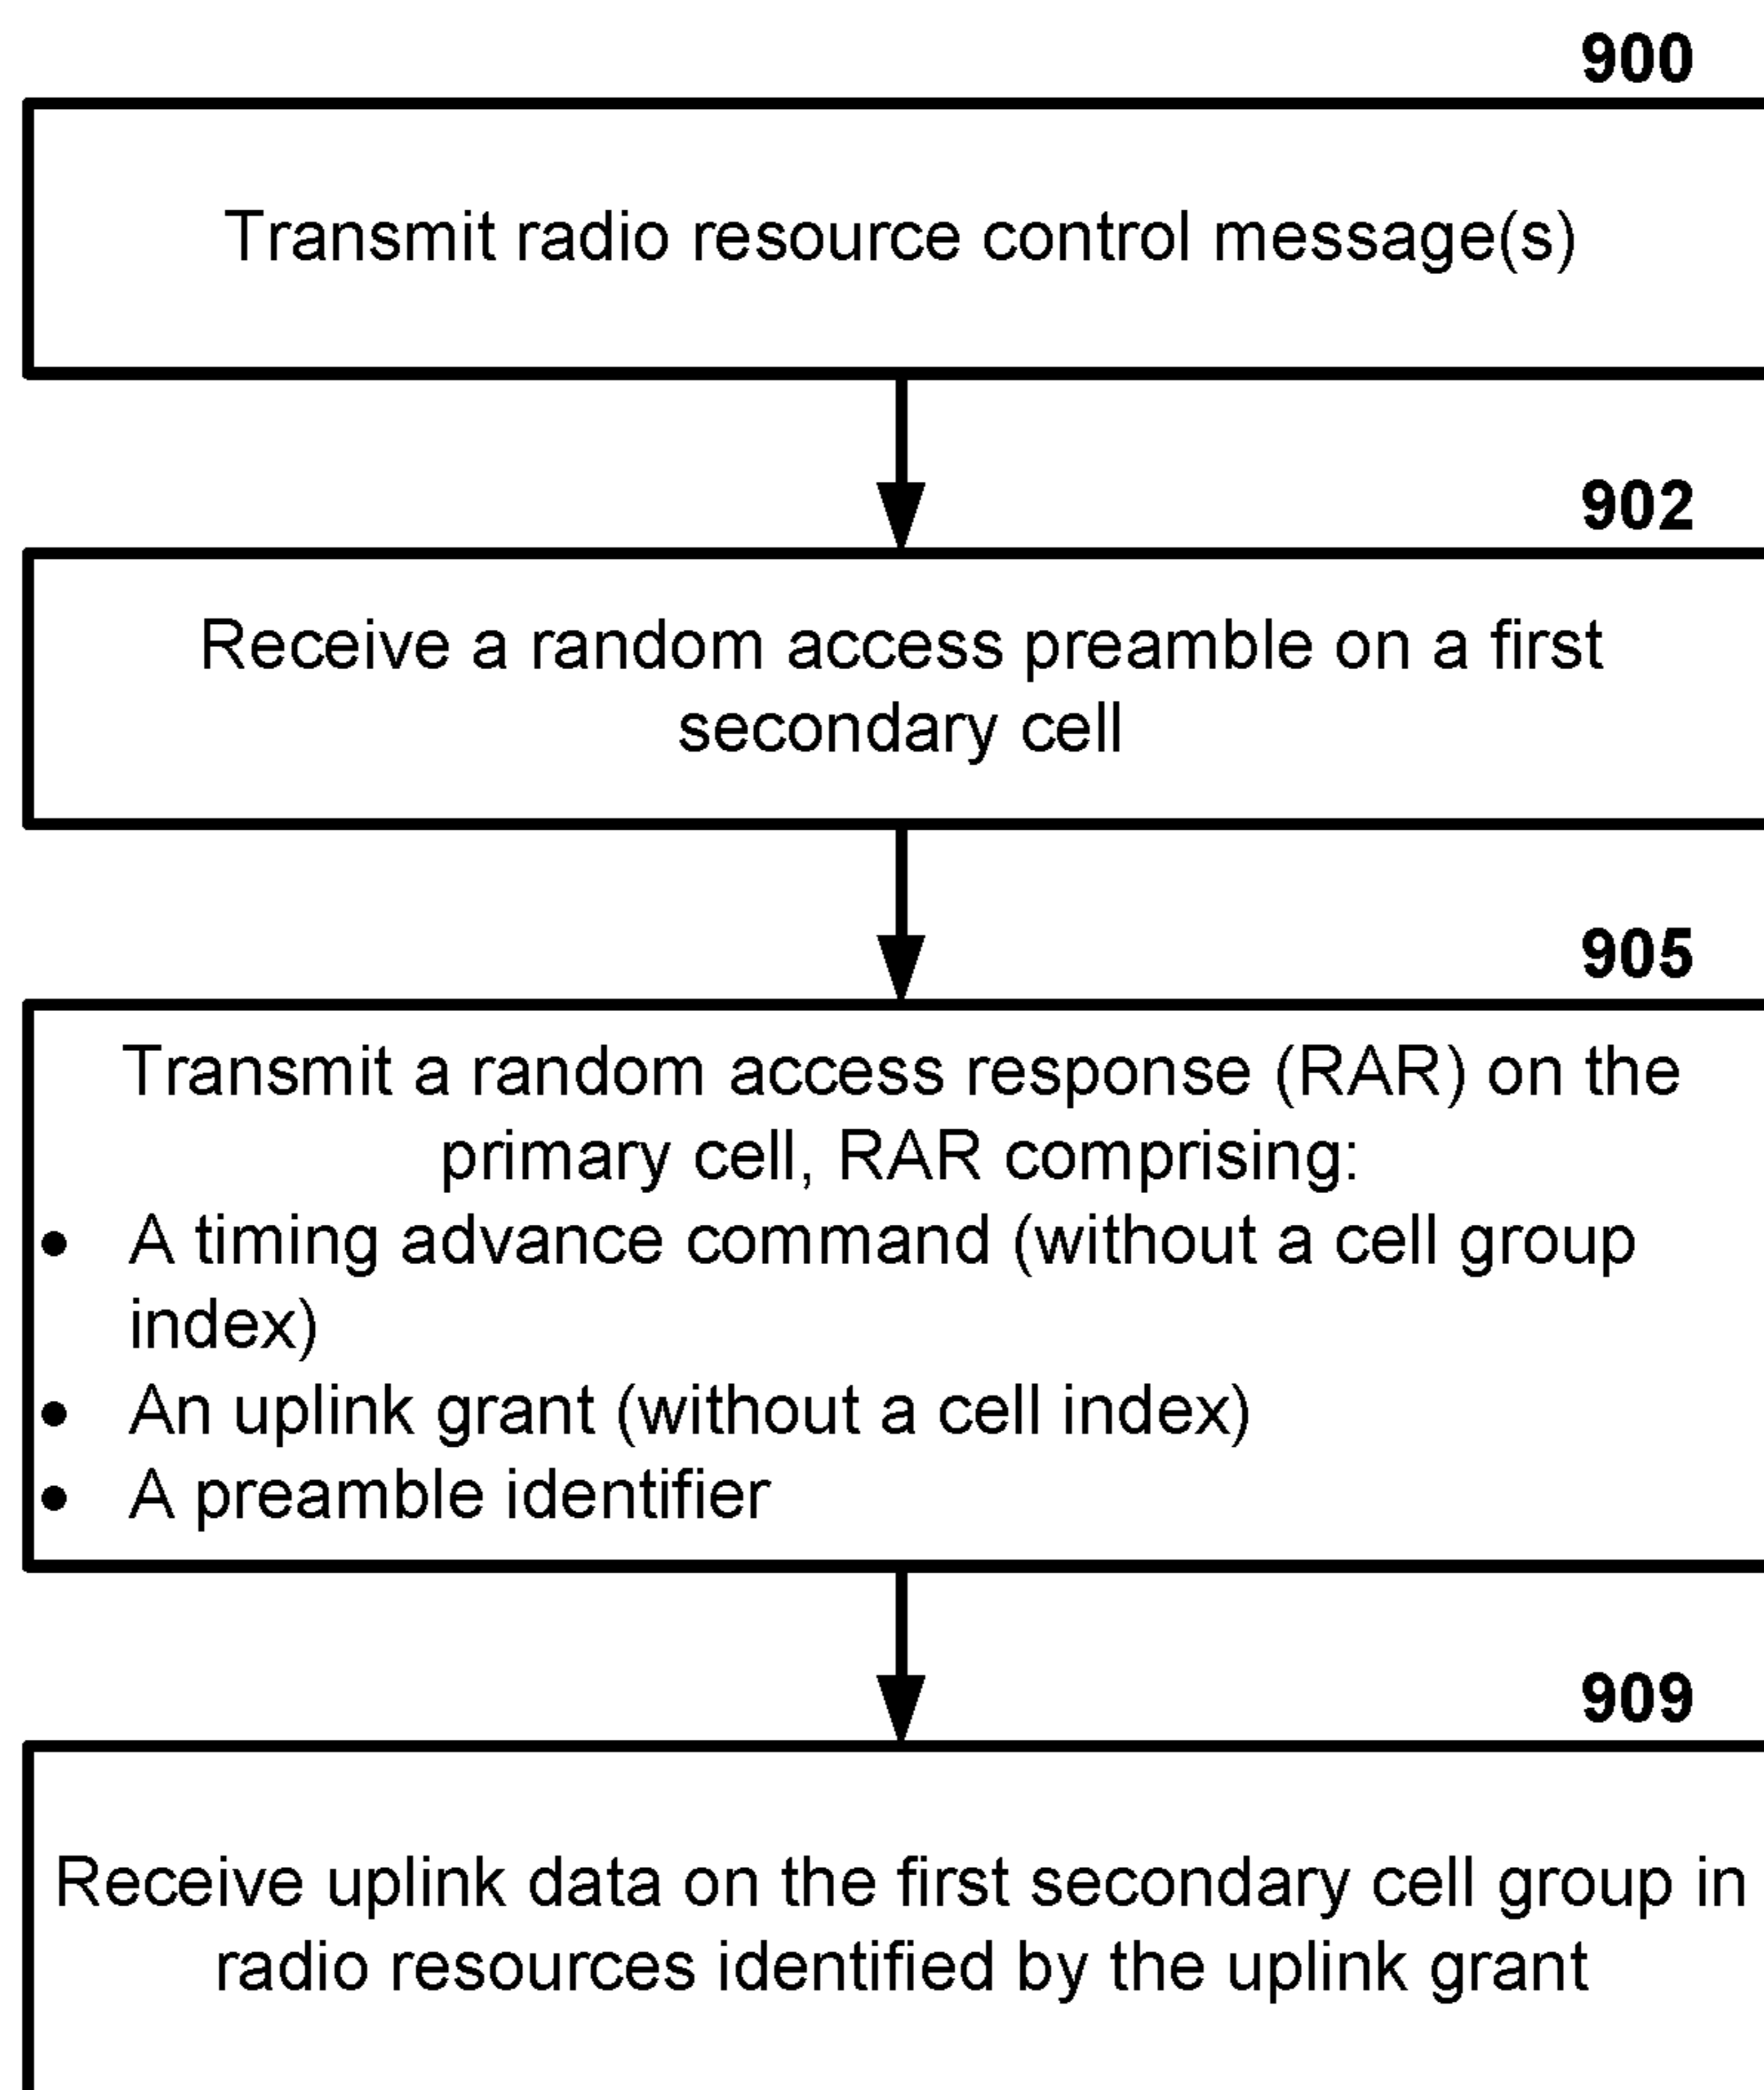 900
Transmit radio resource control message(s)
902
Receive a random access preamble on a first
secondary cell
905
Transmit a random access response (RAR) on the
primary cell, RAR comprising:
• A timing advance command (without a cell group
index)
• An uplink grant (without a cell index)
• A preamble identifier
909
Receive uplink data on the first secondary cell group in
radio resources identified by the uplink grant